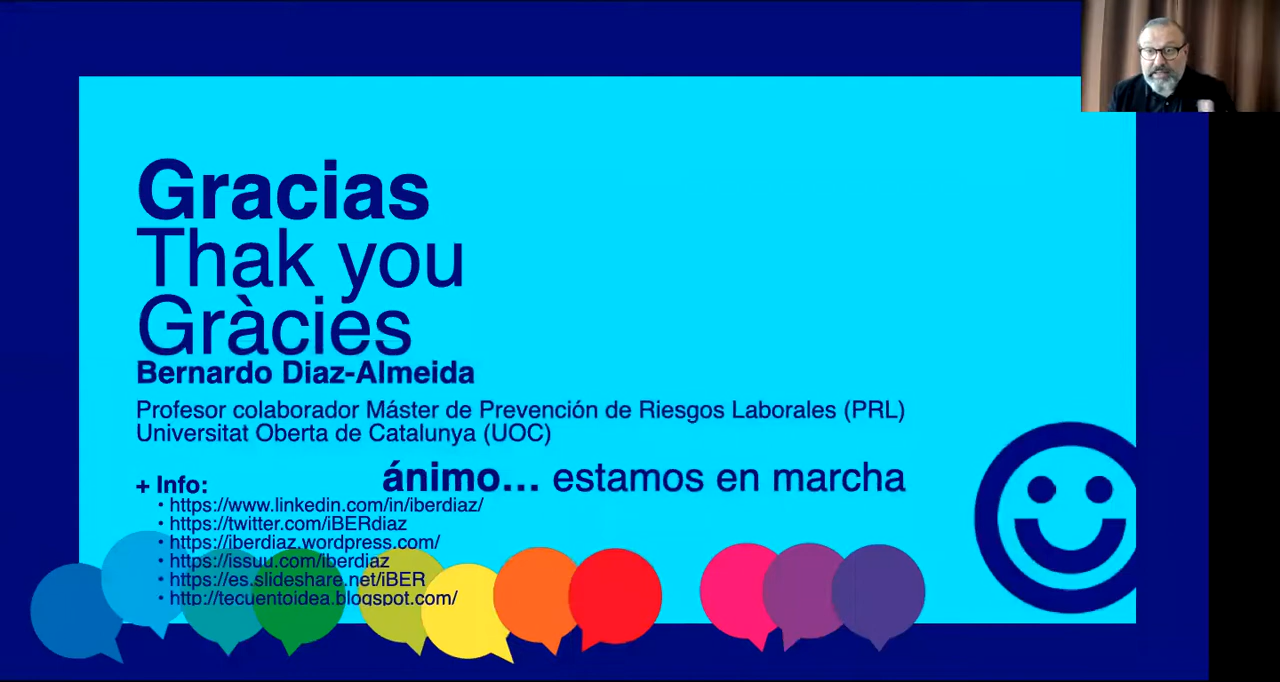 Gracias
Thak you
Gràcies
Bernardo Diaz-Almeida
Profesor colaborador Máster de Prevención de Riesgos Laborales (PRL)
Universitat Oberta de Catalunya (UOC)
ánimo... estamos en marcha
+ Info:
• https://www.linkedin.com/in/iberdiaz/
• https://twitter.com/iBERdiaz
• https://iberdiaz.wordpress.com/
• https://issuu.com/iberdiaz
• https://es.slideshare.net/iBER
• http://tecuentoidea.blogspot.com/